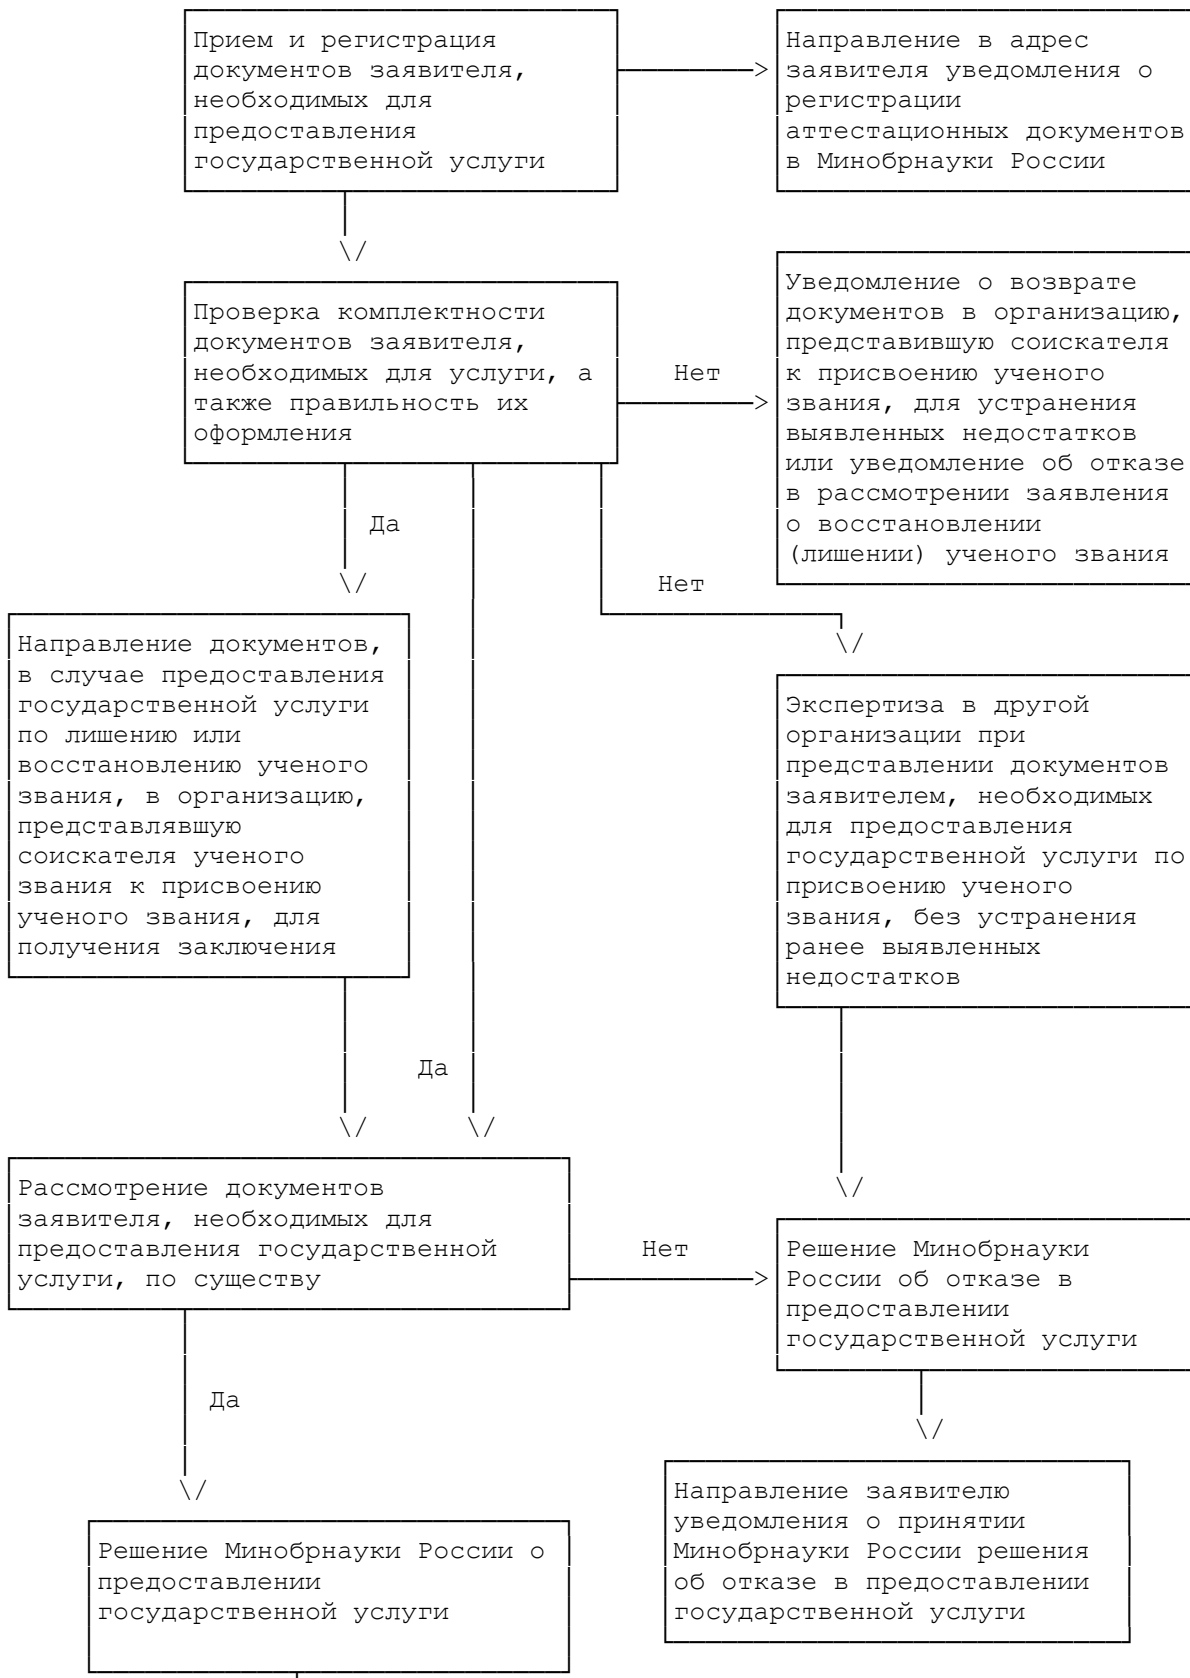 Прием и регистрация
документов заявителя,
необходимых для
предоставления
государственной услуги
Направление в адрес
заявителя уведомления о
регистрации
аттестационных документов
в Минобрнауки России
Проверка комплектности
документов заявителя,
необходимых для услуги, а
также правильность их
оформления
Нет
Уведомление о возврате
документов в организацию,
представившую соискателя
к присвоению ученого
звания, для устранения
выявленных недостатков
или уведомление об отказе
в рассмотрении заявления
о восстановлении
(лишении) ученого звания
Да
Нет
Направление документов,
в случае предоставления
государственной услуги
по лишению или
восстановлению ученого
звания, в организацию,
представлявшую
соискателя ученого
звания к присвоению
ученого звания, для
получения заключения
Экспертиза в другой
организации при
представлении документов
заявителем, необходимых
для предоставления
государственной услуги по
присвоению ученого
звания, без устранения
ранее выявленных
недостатков
Да
Рассмотрение документов
заявителя, необходимых для
предоставления государственной
услуги, по существу
Нет
Решение Минобрнауки
России об отказе в
предоставлении
государственной услуги
Да
Направление заявителю
уведомления о принятии
Минобрнауки России решения
об отказе в предоставлении
государственной услуги
Решение Минобрнауки России о
предоставлении
государственной услуги